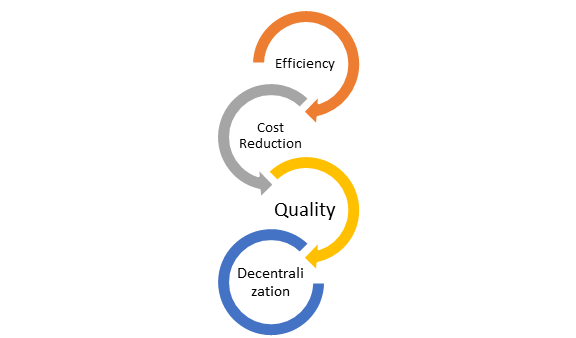 Efficiency
Cost
Reduction
Quality
Decentrali
zation